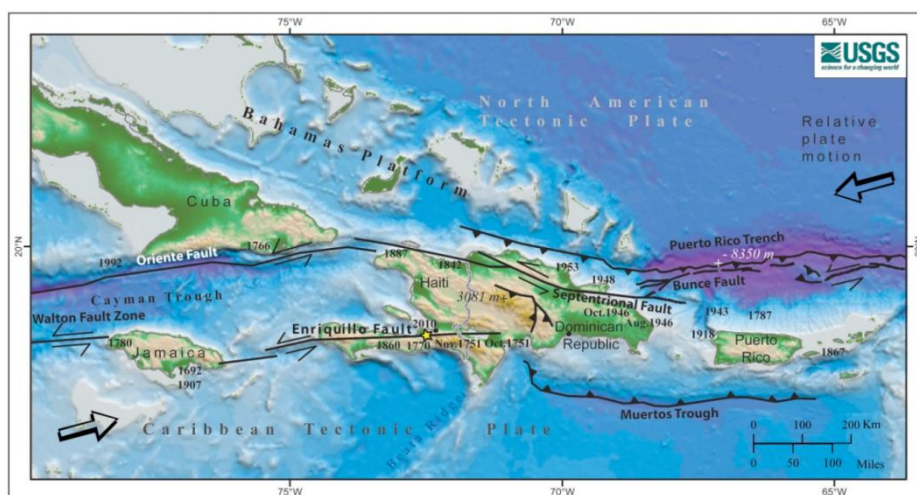 75°W 70°W 65°W
USGS
science for a changing world
North American
Tectonic Plate
Relative
plate
motion
Bahamas Platform
Cuba
20°N
20°N
1766
Puerto Rico Trench
- 8350 m
1992
Oriente Fault
1887
1842
1953
1948
Bunce Fault
Haiti
3081 m
Septentrional Fault
Cayman Trough
Oct.1946
Aug.1946
1943
1787
Walton Fault Zone
Enriquillo Fault
2010
Dominican
Republic
1918
Puerto
Rico
1780
Jamaica
1860
1770
Nov.1751
Oct.1751
1867
1692
1907
Muertos Trough
Beata Ridge
Caribbean Tectonic Plate
0 100 200 Km
0 50 100 Miles
75°W 70°W 65°W